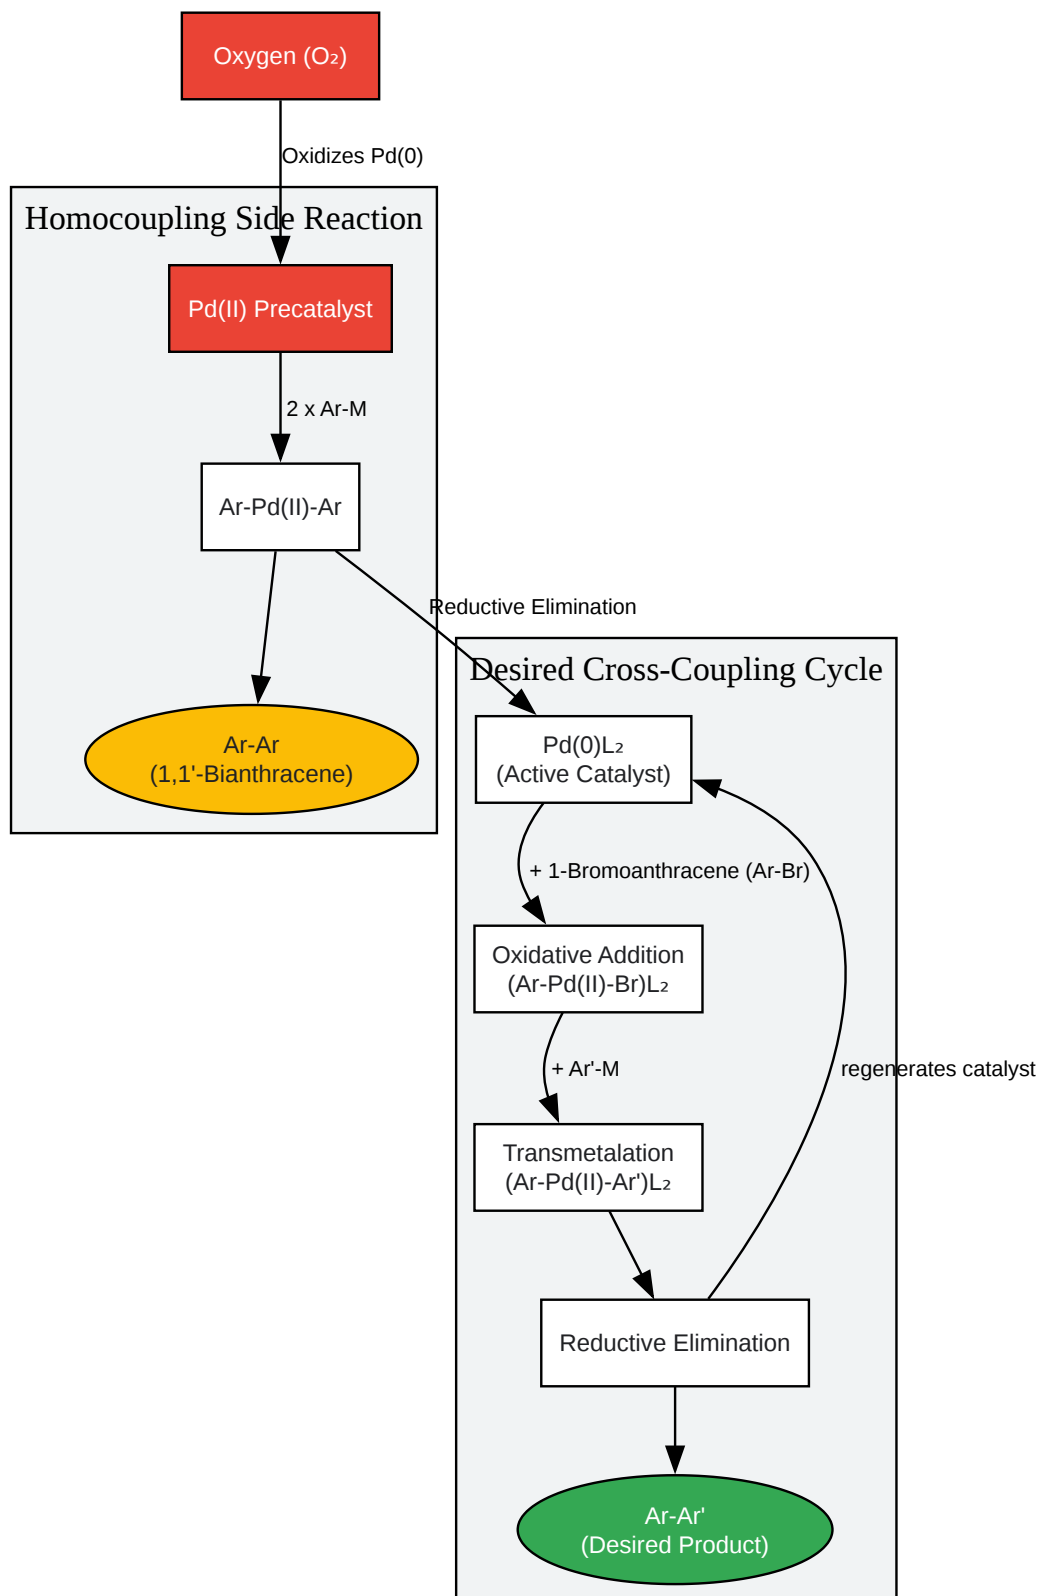 Oxygen (O₂)
Oxidizes Pd(0)
Homocoupling Side Reaction
Pd(II) Precatalyst
2 x Ar-M
Ar-Pd(II)-Ar
Reductive Elimination
Ar-Ar
(1,1'-Bianthracene)
Desired Cross-Coupling Cycle
Pd(0)L₂
(Active Catalyst)
+ 1-Bromoanthracene (Ar-Br)
Oxidative Addition
(Ar-Pd(II)-Br)L₂
+ Ar'-M
regenerates catalyst
Transmetalation
(Ar-Pd(II)-Ar')L₂
Reductive Elimination
Ar-Ar'
(Desired Product)